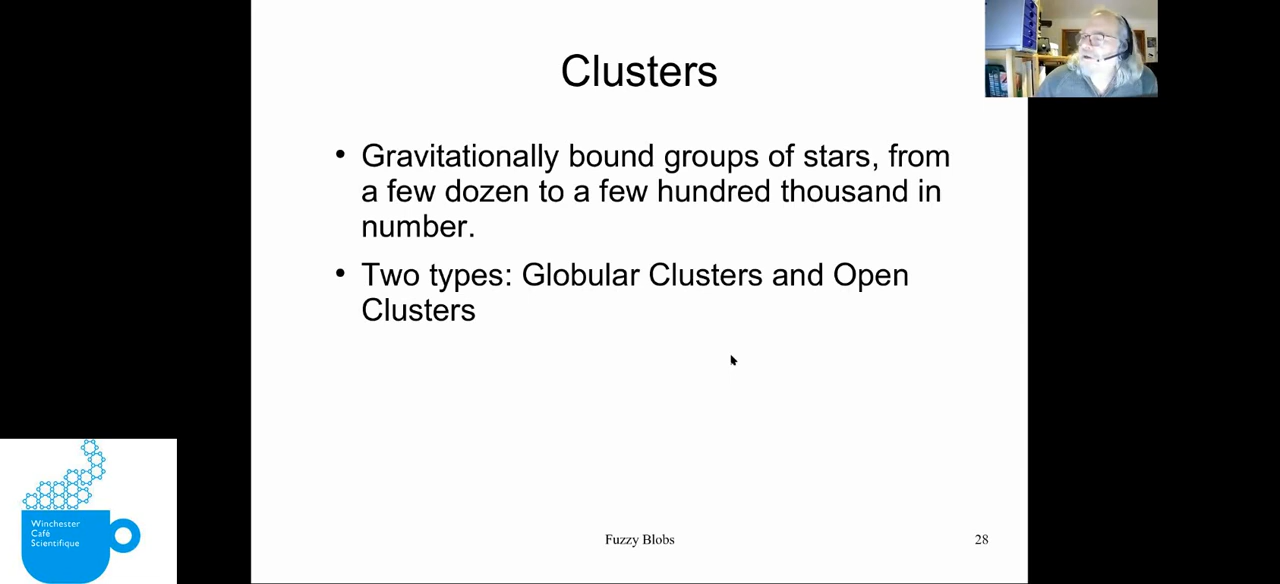 Clusters
• Gravitationally bound groups of stars, from
a few dozen to a few hundred thousand in
number.
• Two types: Globular Clusters and Open
Clusters
Fuzzy Blobs
28
Winchester
Café
Scientifique